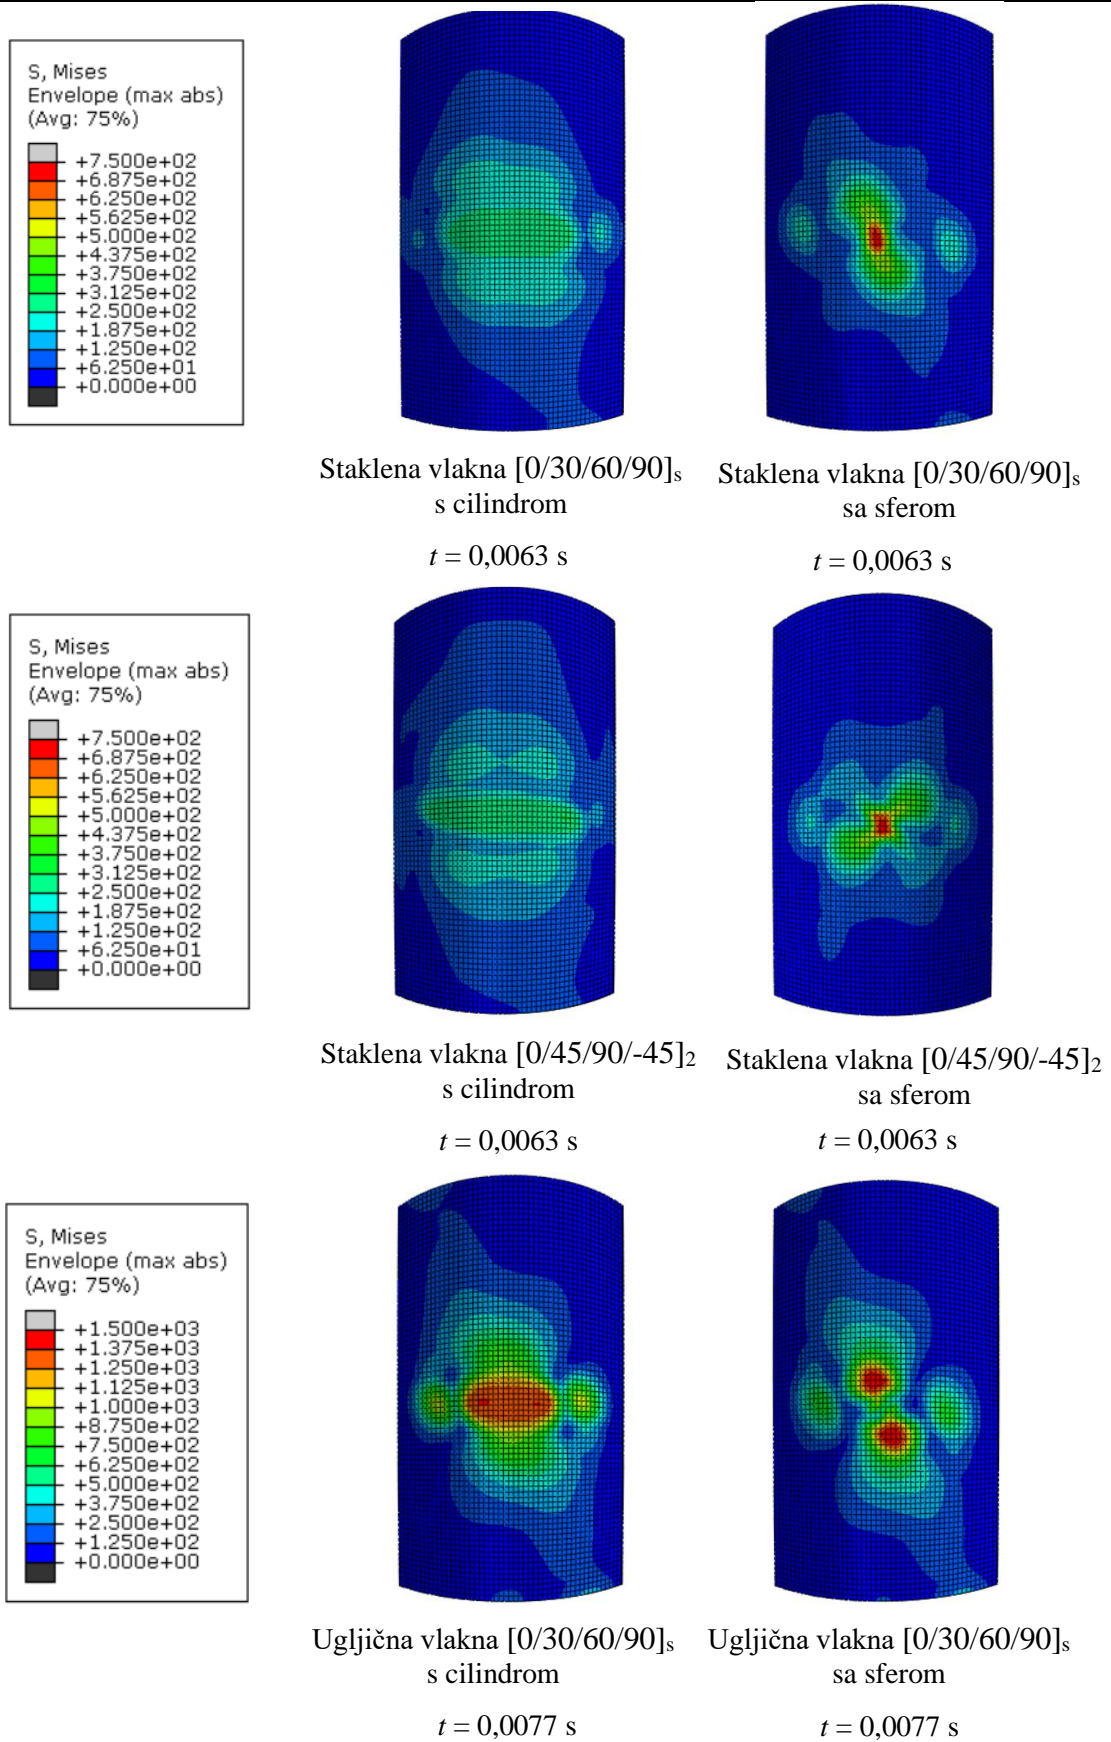 S, Mises
Envelope (max abs)
(Avg: 75%)
+7.500e+02
+6.875e+02
+6.250e+02
+5.625e+02
+5.000e+02
+4.375e+02
+3.750e+02
+3.125e+02
+2.500e+02
+1.875e+02
+1.250e+02
+6.250e+01
+0.000e+00
Staklena vlakna [0/30/60/90]s
s cilindrom
t = 0,0063 s
Staklena vlakna [0/30/60/90]s
sa sferom
t = 0,0063 s
S, Mises
Envelope (max abs)
(Avg: 75%)
+7.500e+02
+6.875e+02
+6.250e+02
+5.625e+02
+5.000e+02
+4.375e+02
+3.750e+02
+3.125e+02
+2.500e+02
+1.875e+02
+1.250e+02
+6.250e+01
+0.000e+00
Staklena vlakna [0/45/90/-45]2
s cilindrom
t = 0,0063 s
Staklena vlakna [0/45/90/-45]2
sa sferom
t = 0,0063 s
S, Mises
Envelope (max abs)
(Avg: 75%)
+1.500e+03
+1.375e+03
+1.250e+03
+1.125e+03
+1.000e+03
+8.750e+02
+7.500e+02
+6.250e+02
+5.000e+02
+3.750e+02
+2.500e+02
+1.250e+02
+0.000e+00
Ugljična vlakna [0/30/60/90]s
s cilindrom
t = 0,0077 s
Ugljična vlakna [0/30/60/90]s
sa sferom
t = 0,0077 s